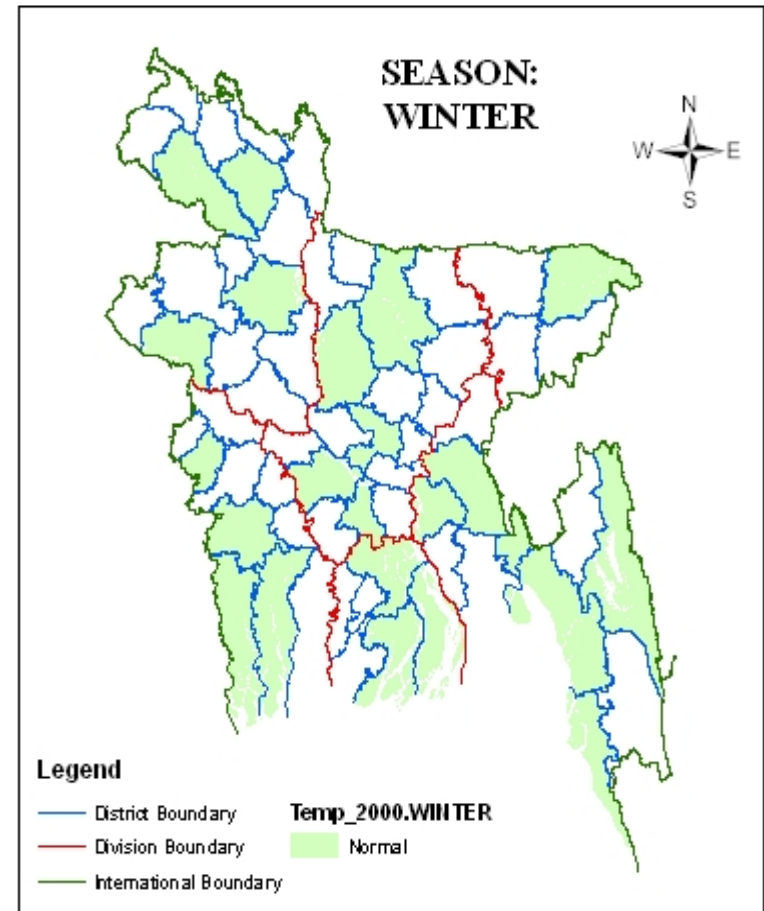 SEASON:
WINTER
N
W E
S
Legend
District Boundary
Division Boundary
International Boundary
Temp_2000.WINTER
Normal